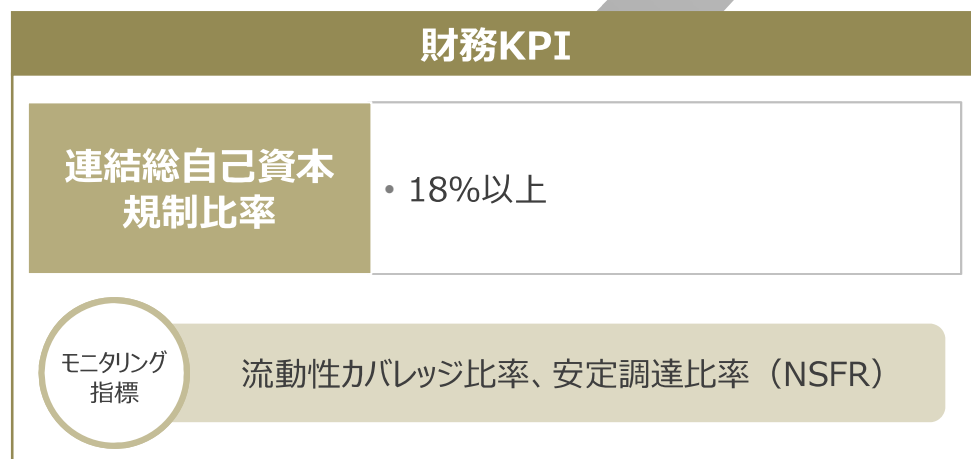 財務KPI
連結総自己資本
規制比率
• 18%以上
モニタリング
指標
流動性カバレッジ比率、安定調達比率（NSFR）